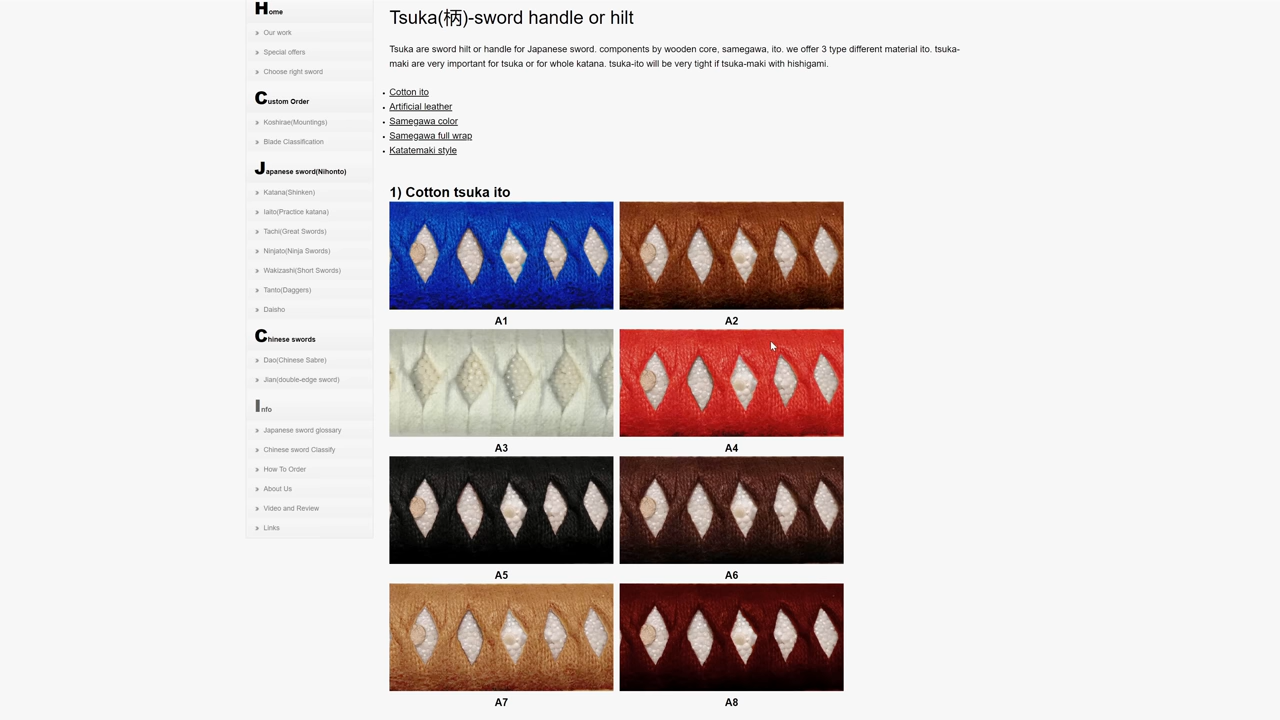 Home
Our work
Special offers
Choose right sword
Custom Order
Koshirae(Mountings)
Blade Classification
Japanese sword(Nihonto)
Katana(Shinken)
Iaito(Practice katana)
Tachi(Great Swords)
Ninjato(Ninja Swords)
Wakizashi(Short Swords)
Tanto(Daggers)
Daisho
Chinese swords
Dao(Chinese Sabre)
Jian(double-edge sword)
Info
Japanese sword glossary
Chinese sword Classify
How To Order
About Us
Video and Review
Links
Tsuka(柄)-sword handle or hilt
Tsuka are sword hilt or handle for Japanese sword. components by wooden core, samegawa, ito. we offer 3 type different material ito. tsuka-
maki are very important for tsuka or for whole katana. tsuka-ito will be very tight if tsuka-maki with hishigami.
Cotton ito
Artificial leather
Samegawa color
Samegawa full wrap
Katatemaki style
1) Cotton tsuka ito
A1
A2
A3
A4
A5
A6
A7
A8